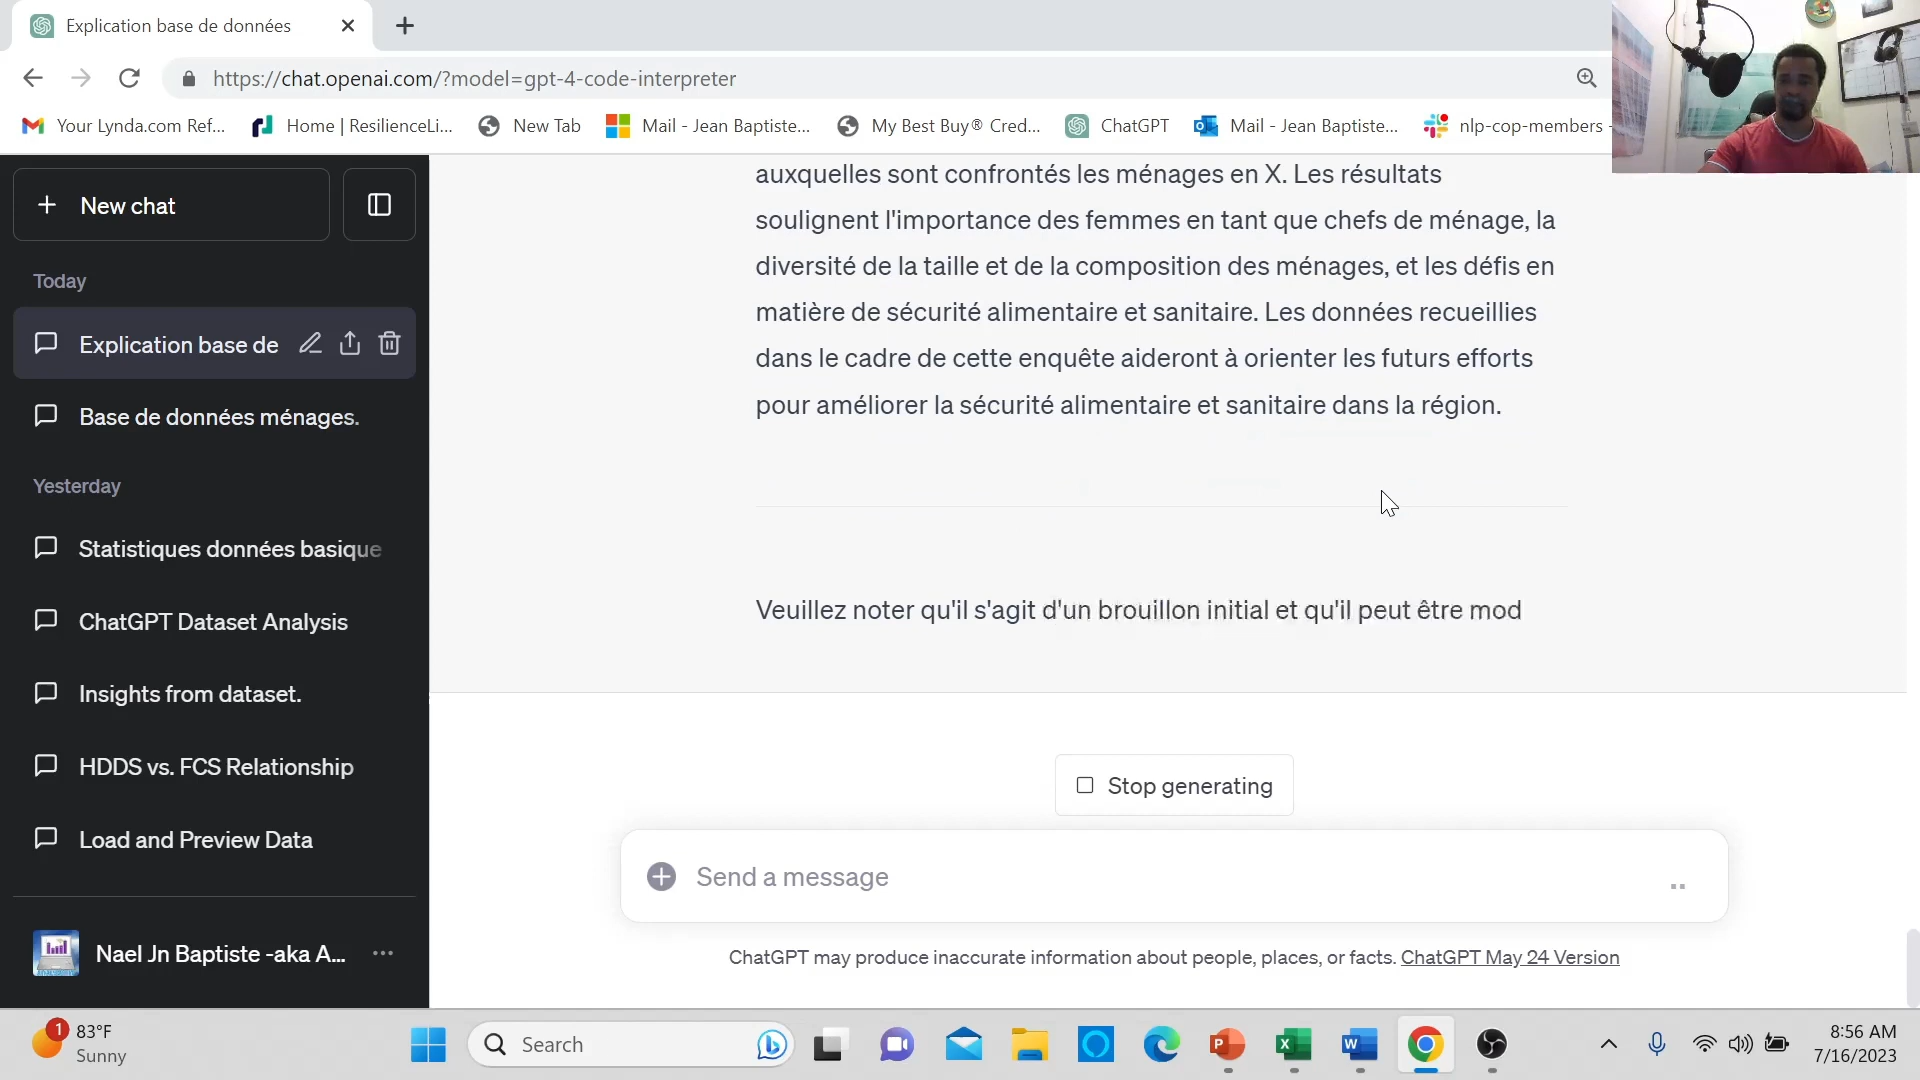 Explication base de données
https://chat.openai.com/?model=gpt-4-code-interpreter
Your Lynda.com Ref... Home | ResilienceLi... New Tab Mail - Jean Baptiste... My Best Buy® Cred... ChatGPT Mail - Jean Baptiste... nlp-cop-members -
New chat
Today
Explication base de
Base de données ménages.
Yesterday
Statistiques données basique
ChatGPT Dataset Analysis
Insights from dataset.
HDDS vs. FCS Relationship
Load and Preview Data
Nael Jn Baptiste -aka A...
auxquelles sont confrontés les ménages en X. Les résultats
soulignent l'importance des femmes en tant que chefs de ménage, la
diversité de la taille et de la composition des ménages, et les défis en
matière de sécurité alimentaire et sanitaire. Les données recueillies
dans le cadre de cette enquête aideront à orienter les futurs efforts
pour améliorer la sécurité alimentaire et sanitaire dans la région.
Veuillez noter qu'il s'agit d'un brouillon initial et qu'il peut être mod
Stop generating
Send a message
ChatGPT may produce inaccurate information about people, places, or facts. ChatGPT May 24 Version
1
83°F
Sunny
Search
8:56 AM
7/16/2023